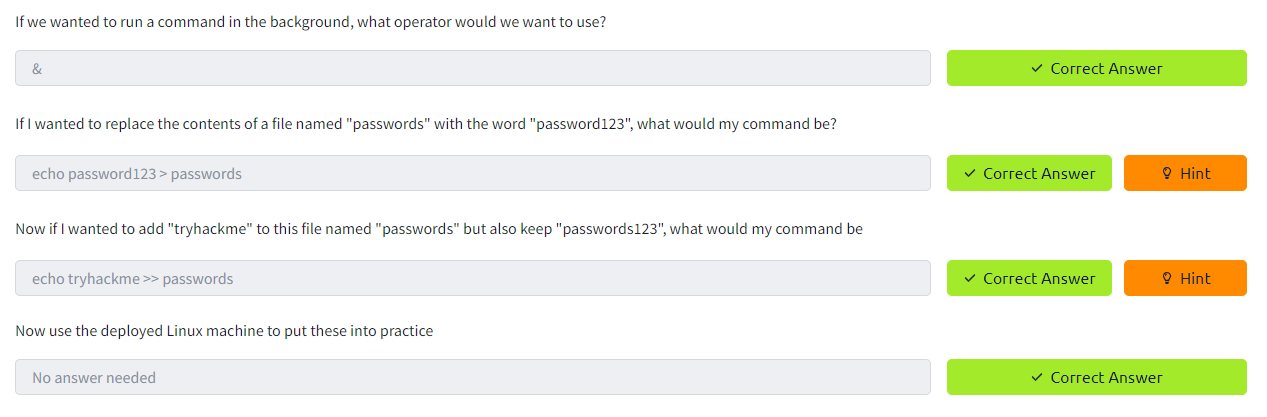 If we wanted to run a command in the background, what operator would we want to use?
&
Correct Answer
If I wanted to replace the contents of a file named "passwords" with the word "password123", what would my command be?
echo password123 > passwords
Correct Answer
Hint
Now if I wanted to add "tryhackme" to this file named "passwords" but also keep "passwords123", what would my command be
echo tryhackme >> passwords
Correct Answer
Hint
Now use the deployed Linux machine to put these into practice
No answer needed
Correct Answer